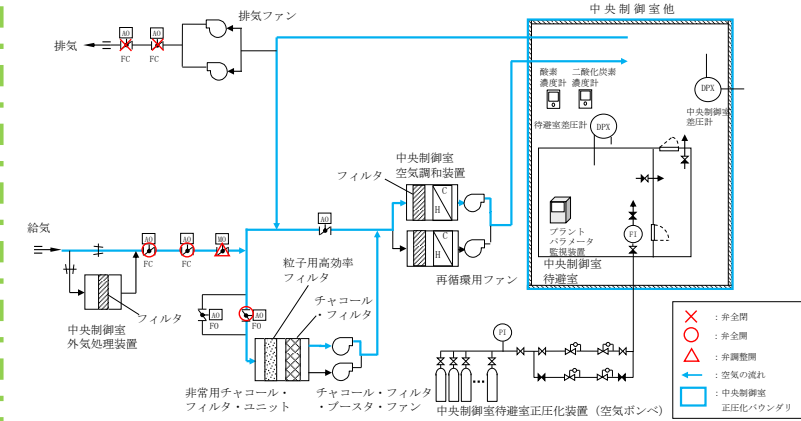 中央制御室他
排気ファン
AO
AO
排気
FC
FC
酸素
濃度計
二酸化炭素
濃度計
DPX
中央制御室
差圧計
待避室差圧計
DPX
中央制御室
空気調和装置
フィルタ
C
H
C
H
再循環用ファン
給気
AO
FC
AO
FC
MO
AO
粒子用高効率
フィルタ
チャコール
・フィルタ
AO
FO
AO
FO
フィルタ
中央制御室
外気処理装置
非常用チャコール・
フィルタ・ユニット
チャコール・フィルタ
・ブースタ・ファン
プラント
パラメータ
監視装置
FI
中央制御室
待避室
PI
中央制御室待避室正圧化装置(空気ボンベ)
:弁全閉
:弁全開
:弁調整開
:空気の流れ
:中央制御室
正圧化バウンダリ